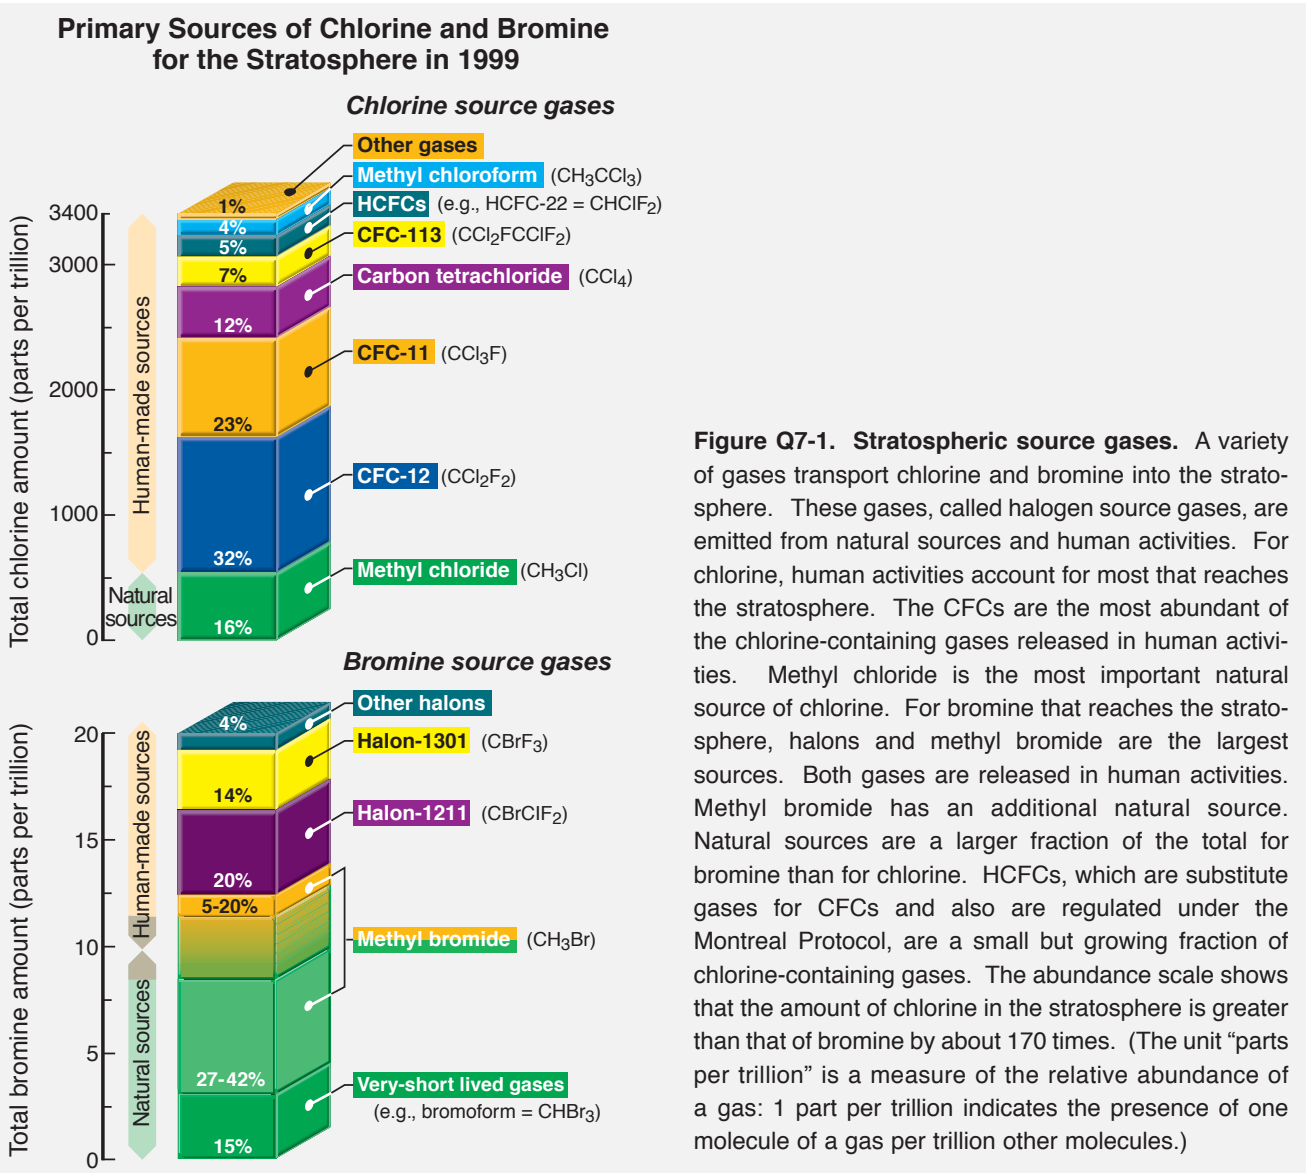 Primary Sources of Chlorine and Bromine
for the Stratosphere in 1999
Chlorine source gases
Total chlorine amount (parts per trillion)
3400
3000
2000
1000
0
Human-made sources
Natural
sources
1%
4%
5%
7%
12%
23%
32%
16%
Other gases
Methyl chloroform (CH₃CCl₃)
HCFCs (e.g., HCFC-22 = CHClF₂)
CFC-113 (CCl₂FCClF₂)
Carbon tetrachloride (CCl₄)
CFC-11 (CCl₃F)
CFC-12 (CCl₂F₂)
Methyl chloride (CH₃Cl)
Bromine source gases
Total bromine amount (parts per trillion)
20
15
10
5
0
Human-made sources
Natural sources
4%
14%
20%
5-20%
27-42%
15%
Other halons
Halon-1301 (CBrF₃)
Halon-1211 (CBrClF₂)
Methyl bromide (CH₃Br)
Very-short lived gases
(e.g., bromoform = CHBr₃)
Figure Q7-1. Stratospheric source gases. A variety
of gases transport chlorine and bromine into the strato-
sphere. These gases, called halogen source gases, are
emitted from natural sources and human activities. For
chlorine, human activities account for most that reaches
the stratosphere. The CFCs are the most abundant of
the chlorine-containing gases released in human activi-
ties. Methyl chloride is the most important natural
source of chlorine. For bromine that reaches the strato-
sphere, halons and methyl bromide are the largest
sources. Both gases are released in human activities.
Methyl bromide has an additional natural source.
Natural sources are a larger fraction of the total for
bromine than for chlorine. HCFCs, which are substitute
gases for CFCs and also are regulated under the
Montreal Protocol, are a small but growing fraction of
chlorine-containing gases. The abundance scale shows
that the amount of chlorine in the stratosphere is greater
than that of bromine by about 170 times. (The unit “parts
per trillion” is a measure of the relative abundance of
a gas: 1 part per trillion indicates the presence of one
molecule of a gas per trillion other molecules.)